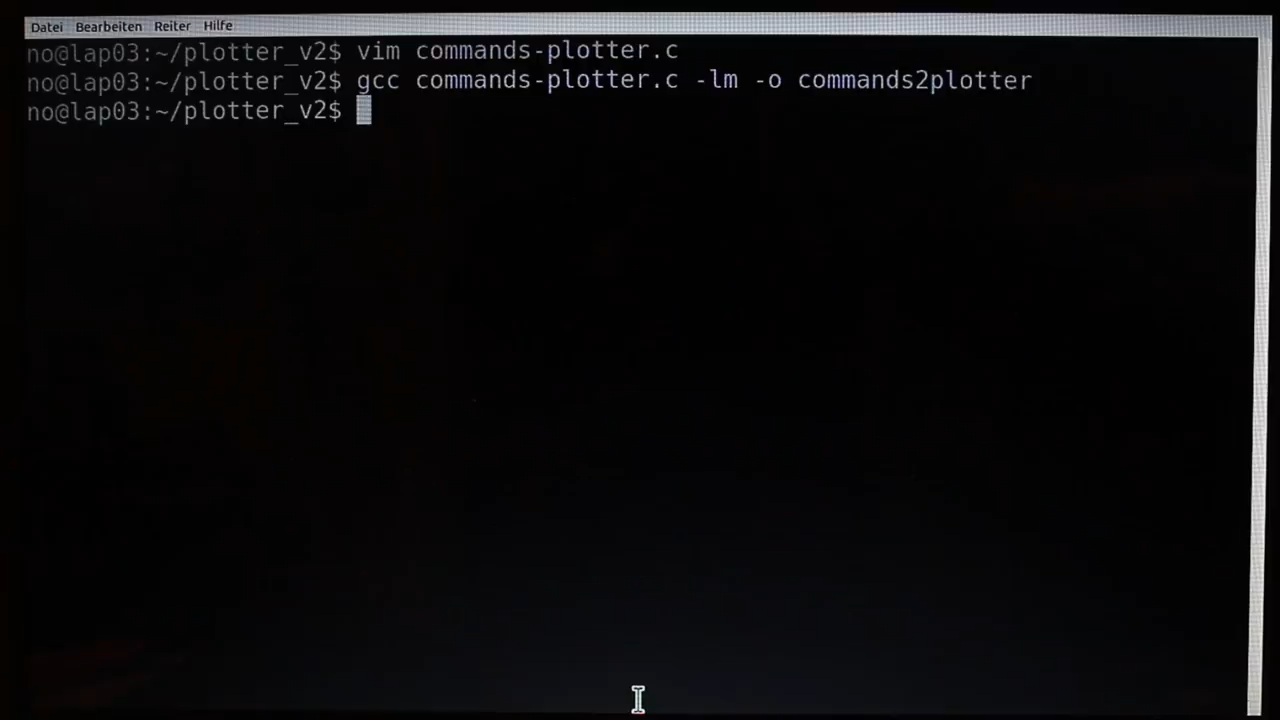 Datei Bearbeiten Reiter Hilfe
no@lap03:~/plotter_v2$ vim commands-plotter.c
no@lap03:~/plotter_v2$ gcc commands-plotter.c -lm -o commands2plotter
no@lap03:~/plotter_v2$